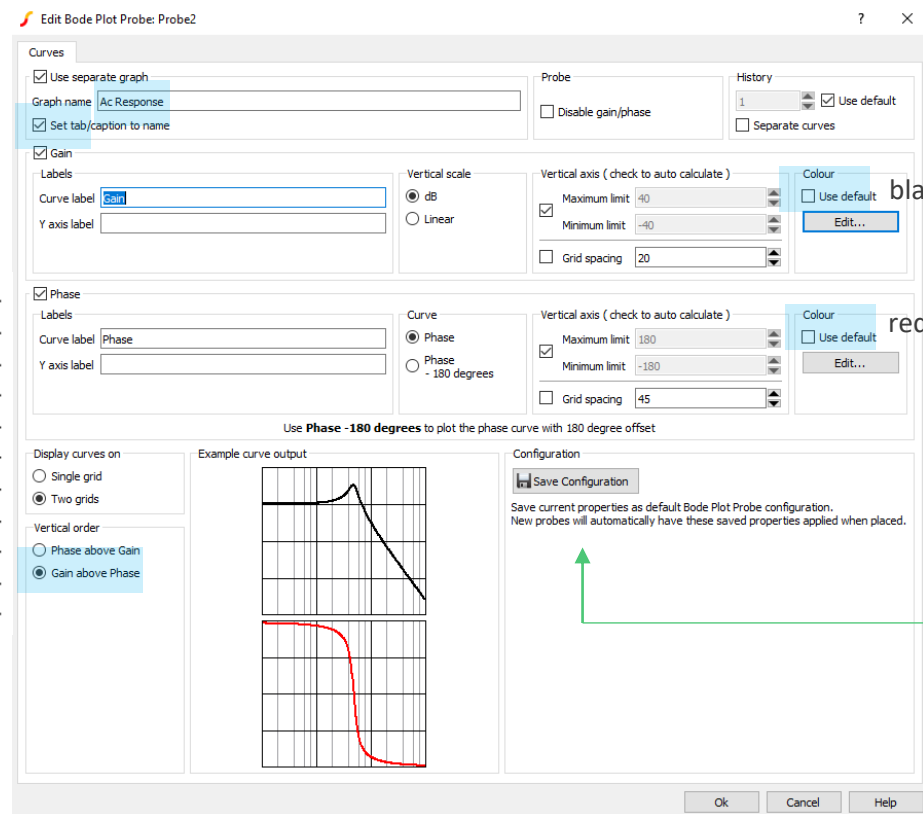 Edit Bode Plot Probe: Probe2 ? ×
Curves
Use separate graph
Graph name Ac Response
Set tab/caption to name
Probe
Disable gain/phase
History
1 Use default
Separate curves
Gain
Labels
Curve label Gain
Y axis label
Vertical scale
dB
Linear
Vertical axis ( check to auto calculate )
Maximum limit 40
Minimum limit -40
Grid spacing 20
Colour
Use default
Edit...
Phase
Labels
Curve label Phase
Y axis label
Curve
Phase
Phase
- 180 degrees
Vertical axis ( check to auto calculate )
Maximum limit 180
Minimum limit -180
Grid spacing 45
Colour
Use default
Edit...
Use Phase -180 degrees to plot the phase curve with 180 degree offset
Display curves on
Single grid
Two grids
Vertical order
Phase above Gain
Gain above Phase
Example curve output
Configuration
Save Configuration
Save current properties as default Bode Plot Probe configuration.
New probes will automatically have these saved properties applied when placed.
Ok Cancel Help